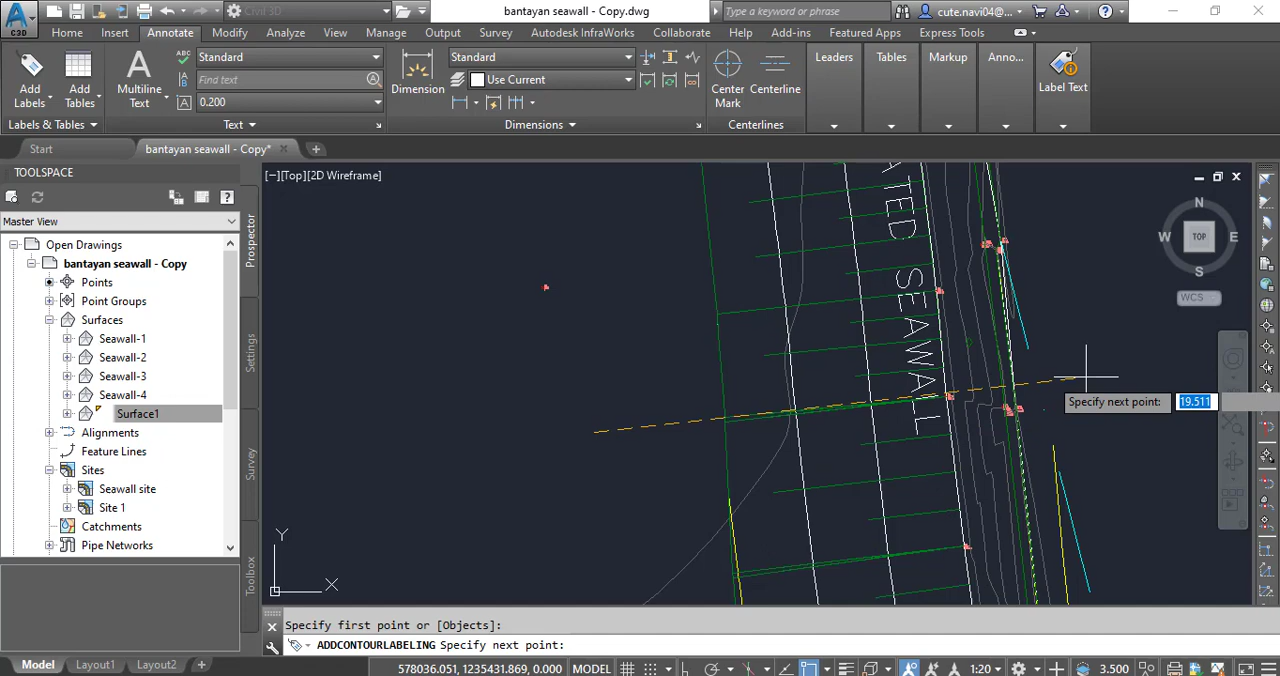 Civil 3D
bantayan seawall - Copy.dwg
Type a keyword or phrase
cute.navi04@...
C3D
Home Insert Annotate Modify Analyze View Manage Output Survey Autodesk InfraWorks Collaborate Help Add-ins Featured Apps Express Tools
Add Labels
Add Tables
Labels & Tables
Multiline Text
Standard
Find text
0.200
Text
Dimension
Standard
Use Current
Dimensions
Center Mark
Centerline
Centerlines
Leaders
Tables
Markup
Anno...
Label Text
Start
bantayan seawall - Copy*
TOOLSPACE
Master View
Open Drawings
bantayan seawall - Copy
Points
Point Groups
Surfaces
Seawall-1
Seawall-2
Seawall-3
Seawall-4
Surface1
Alignments
Feature Lines
Sites
Seawall site
Site 1
Catchments
Pipe Networks
Prospector
Settings
Survey
Toolbox
[−][Top][2D Wireframe]
ATED SEAWALL
N
W TOP E
S
WCS
Specify next point: 19.511
Y
X
Specify first point or [Objects]:
ADDCONTOURLABELING Specify next point:
Model Layout1 Layout2
578036.051, 1235431.869, 0.000 MODEL
1:20
3.500